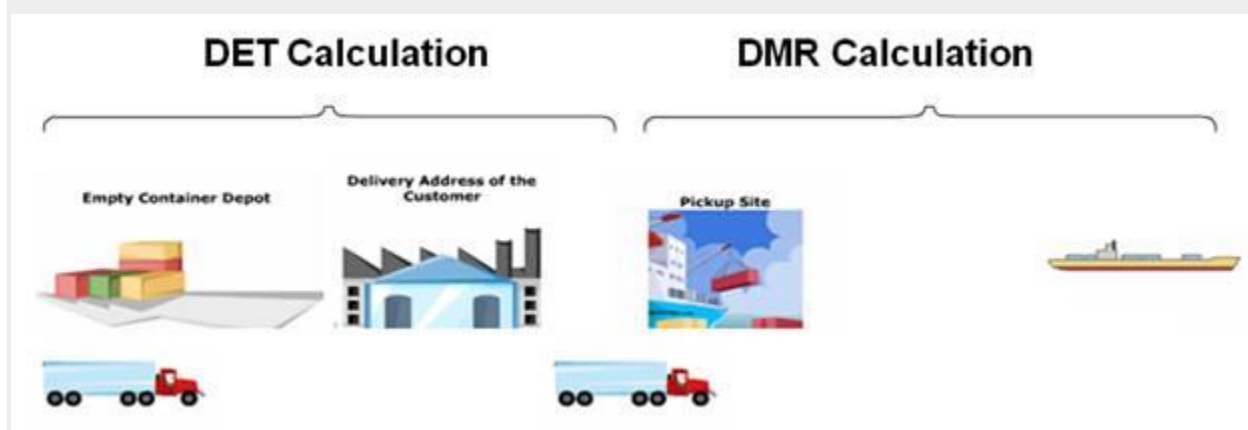 DET Calculation
DMR Calculation
Empty Container Depot
Delivery Address of the
Customer
Pickup Site